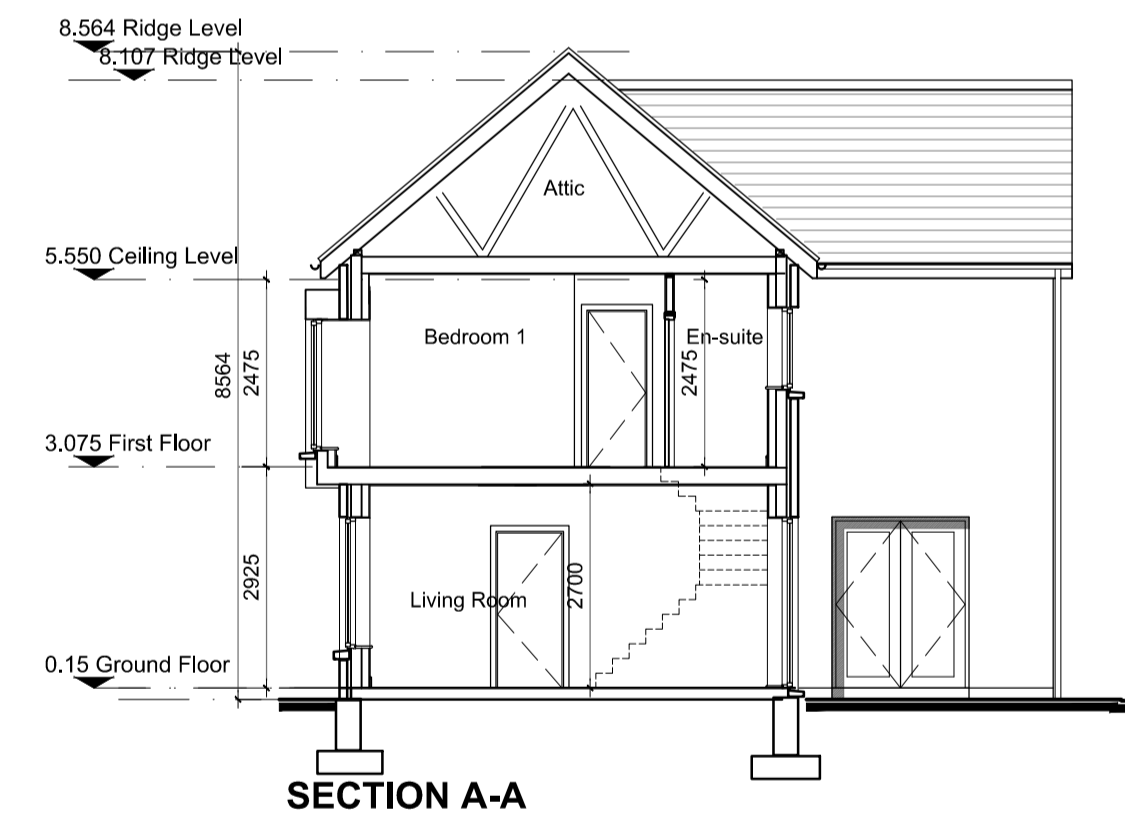 8.564 Ridge Level
8.107 Ridge Level
Attic
5.550 Ceiling Level
Bedroom 1
En-suite
8564
2475
2475
3.075 First Floor
2925
Living Room
2700
0.15 Ground Floor
SECTION A-A